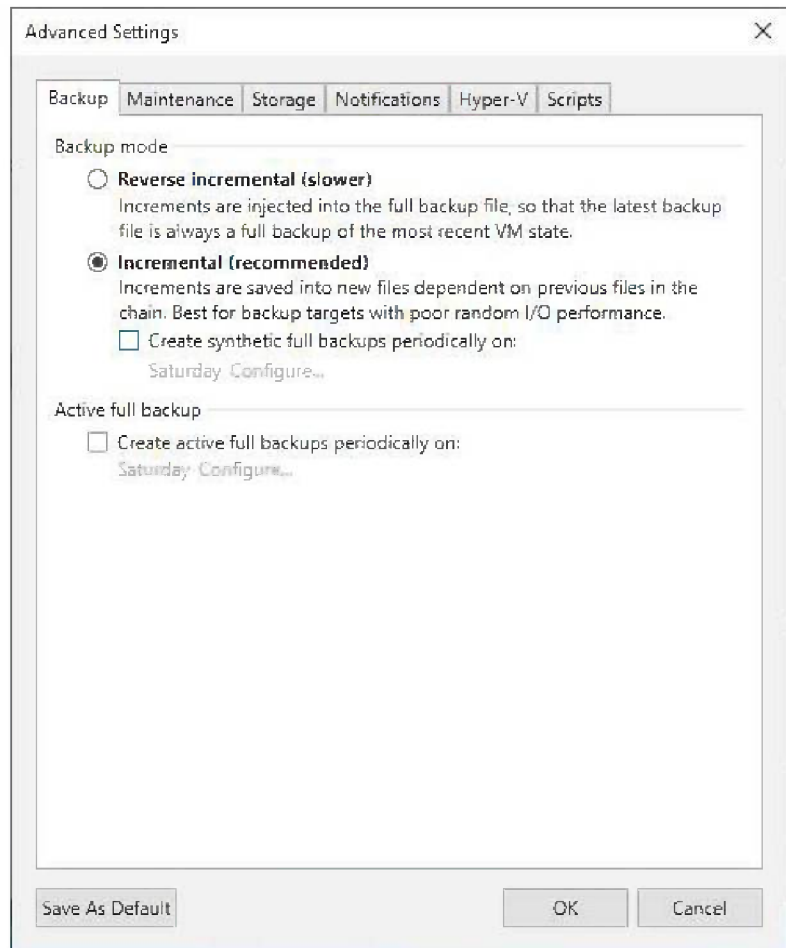 Advanced Settings
Backup Maintenance Storage Notifications Hyper-V Scripts
Backup mode
Reverse incremental (slower)
Increments are injected into the full backup file, so that the latest backup
file is always a full backup of the most recent VM state.
Incremental (recommended)
Increments are saved into new files dependent on previous files in the
chain. Best for backup targets with poor random I/O performance.
Create synthetic full backups periodically on:
Saturday Configure...
Active full backup
Create active full backups periodically on:
Saturday Configure...
Save As Default OK Cancel